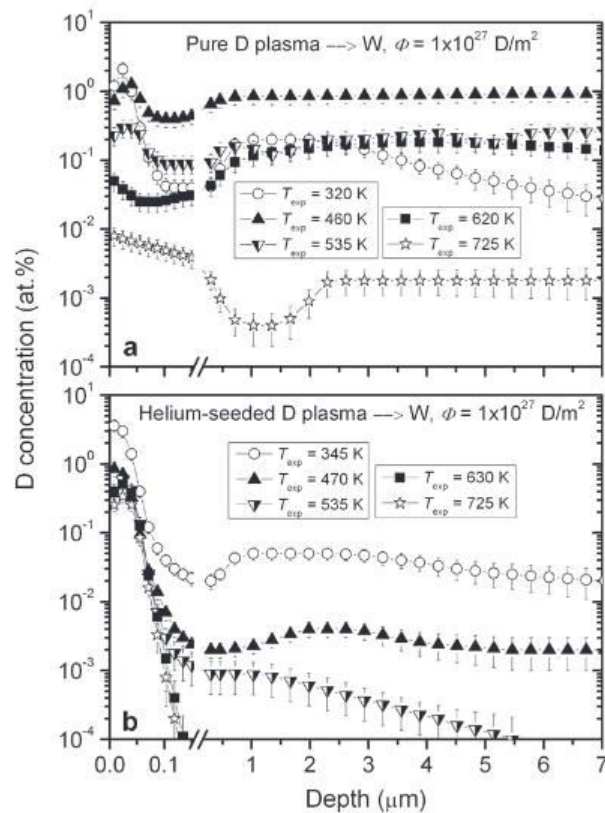 Pure D plasma --> W, Φ = 1x10²⁷ D/m²
10¹
10⁰
10⁻¹
10⁻²
10⁻³
10⁻⁴
T_exp = 320 K
T_exp = 460 K
T_exp = 535 K
T_exp = 620 K
T_exp = 725 K
a
D concentration (at.%)
Helium-seeded D plasma --> W, Φ = 1x10²⁷ D/m²
10¹
10⁰
10⁻¹
10⁻²
10⁻³
10⁻⁴
T_exp = 345 K
T_exp = 470 K
T_exp = 535 K
T_exp = 630 K
T_exp = 725 K
b
0.0 0.1 1 2 3 4 5 6 7
Depth (μm)